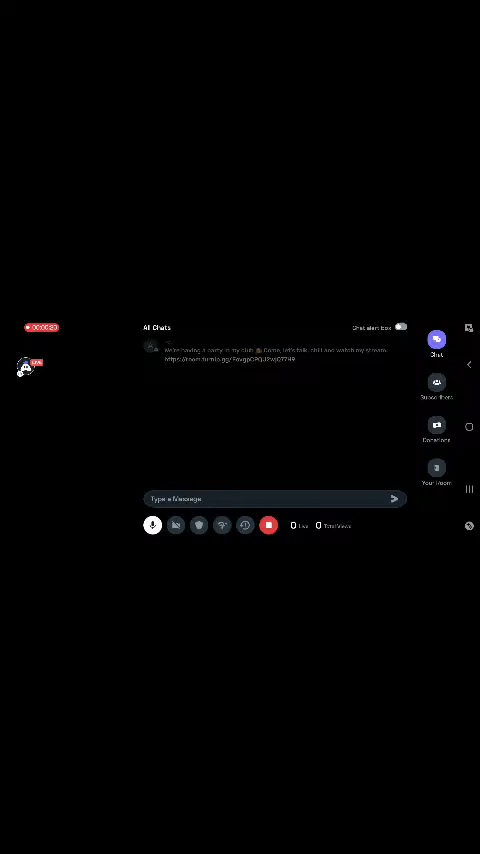 00:00:20
All Chats
Chat alert box
We're having a party in my club Come, let's talk, chill and watch my stream.
Chat
LIVE
Subscribers
Donations
Your Room
Type a Message
0 Live 0 Total Views